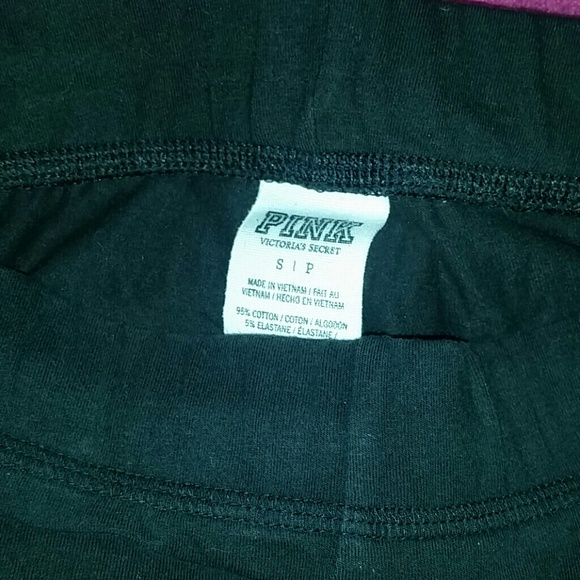 PINK
VICTORIA'S SECRET
S | P
MADE IN VIETNAM / FAIT AU
VIETNAM / HECHO EN VIETNAM
95% COTTON / COTON / ALGODÓN
5% ELASTANE / ÉLASTANE /